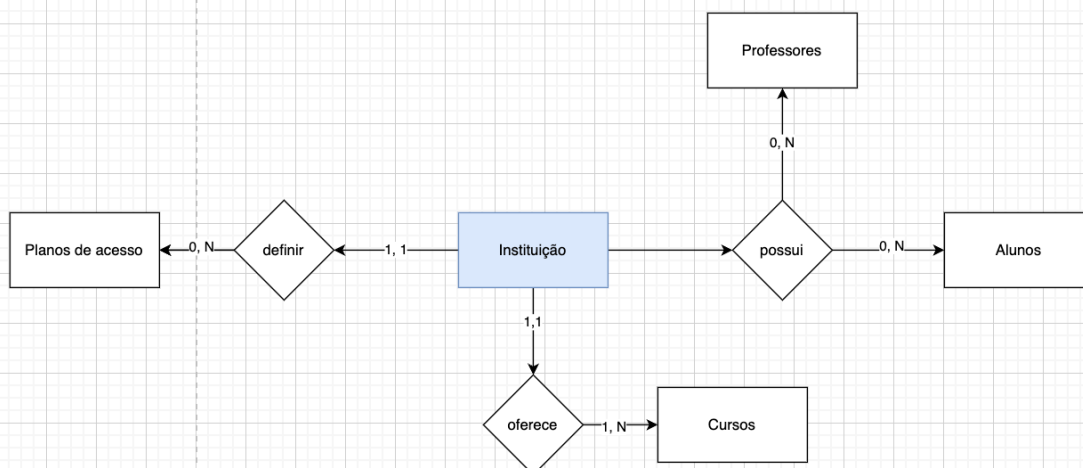 Professores
0, N
Planos de acesso
0, N
definir
1, 1
Instituição
possui
0, N
Alunos
1,1
oferece
1, N
Cursos